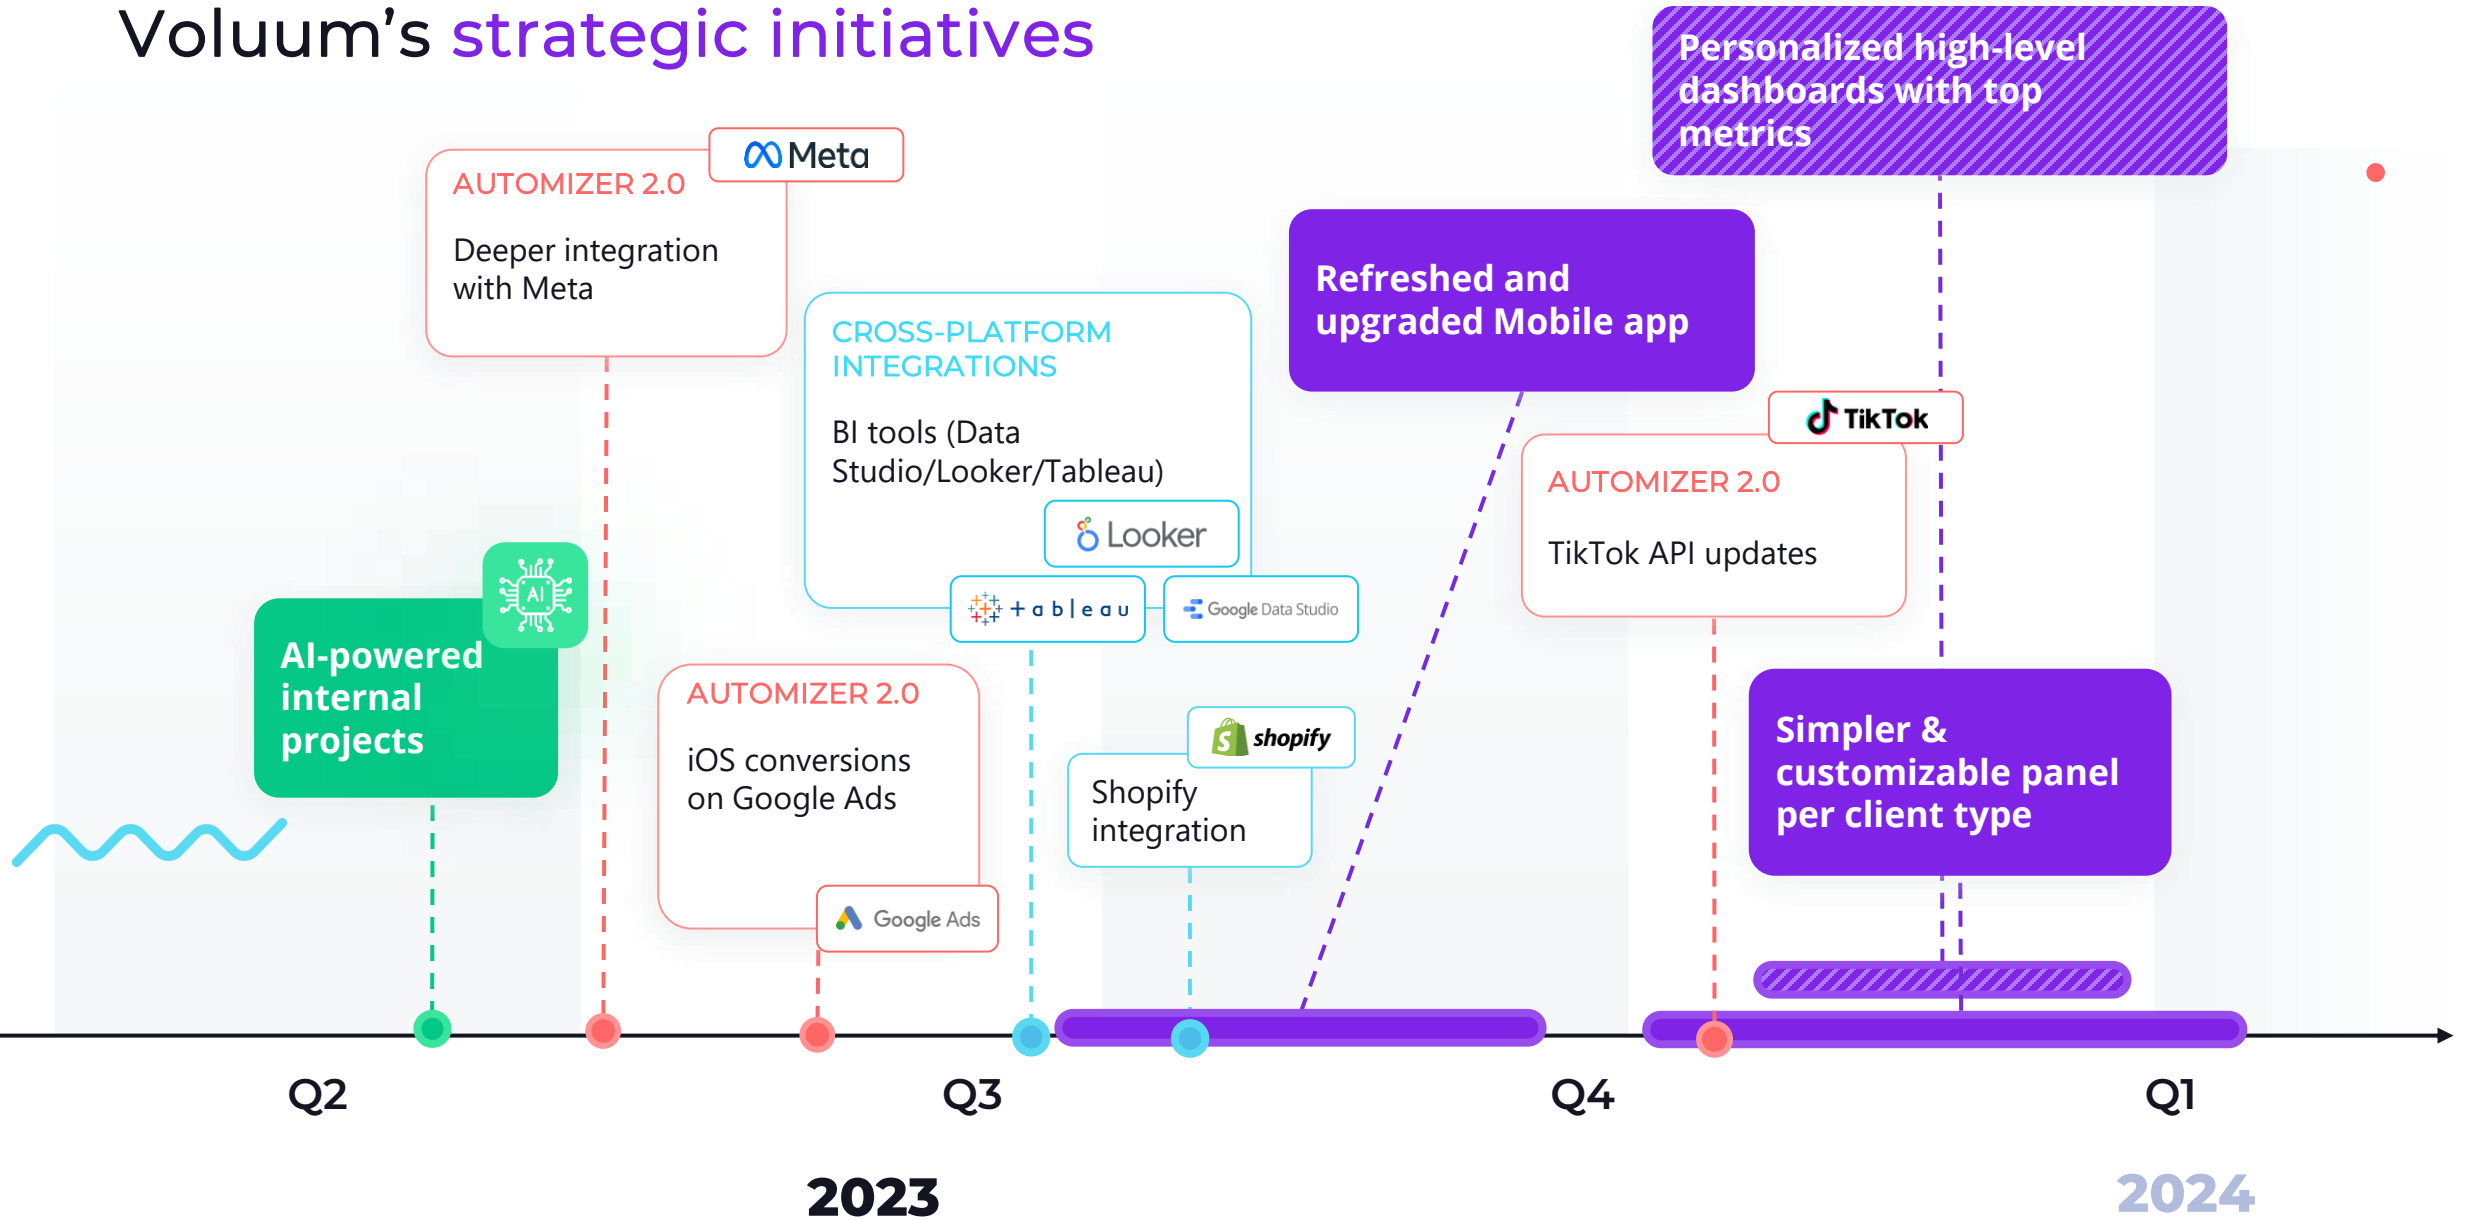 Voluum's strategic initiatives
Personalized high-level
dashboards with top
metrics
Meta
AUTOMIZER 2.0
Deeper integration
with Meta
Refreshed and
upgraded Mobile app
CROSS-PLATFORM
INTEGRATIONS
BI tools (Data
Studio/Looker/Tableau)
Looker
+ableau
Google Data Studio
TikTok
AUTOMIZER 2.0
TikTok API updates
AI
AI-powered
internal
projects
AUTOMIZER 2.0
iOS conversions
on Google Ads
Google Ads
shopify
Shopify
integration
Simpler &
customizable panel
per client type
Q2
Q3
Q4
Q1
2023
2024